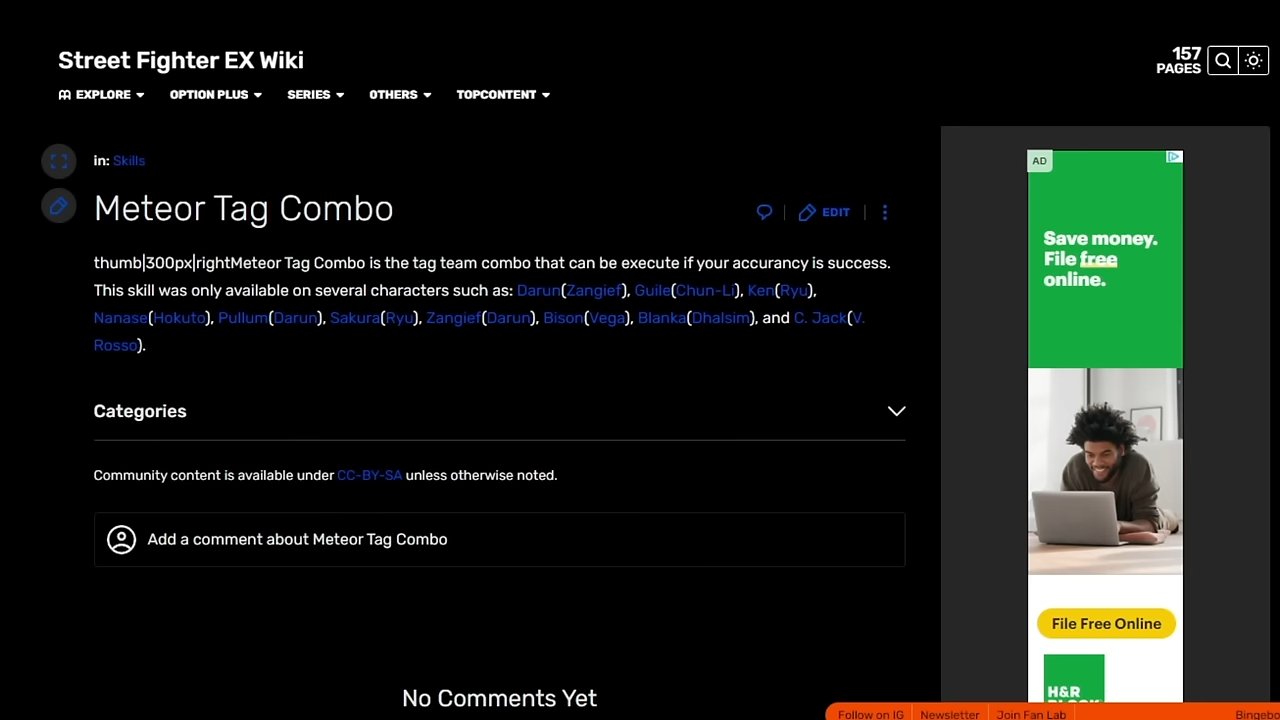 Street Fighter EX Wiki
157
PAGES
EXPLORE
OPTION PLUS
SERIES
OTHERS
TOPCONTENT
in: Skills
AD
Meteor Tag Combo
EDIT
Save money.
File free
online.
thumb|300px|rightMeteor Tag Combo is the tag team combo that can be execute if your accurancy is success.
This skill was only available on several characters such as: Darun(Zangief), Guile(Chun-Li), Ken(Ryu),
Nanase(Hokuto), Pullum(Darun), Sakura(Ryu), Zangief(Darun), Bison(Vega), Blanka(Dhalsim), and C. Jack(V.
Rosso).
Categories
Community content is available under CC-BY-SA unless otherwise noted.
Add a comment about Meteor Tag Combo
File Free Online
H&R
BLOCK
No Comments Yet
Follow on IG
Newsletter
Join Fan Lab
Bingebo